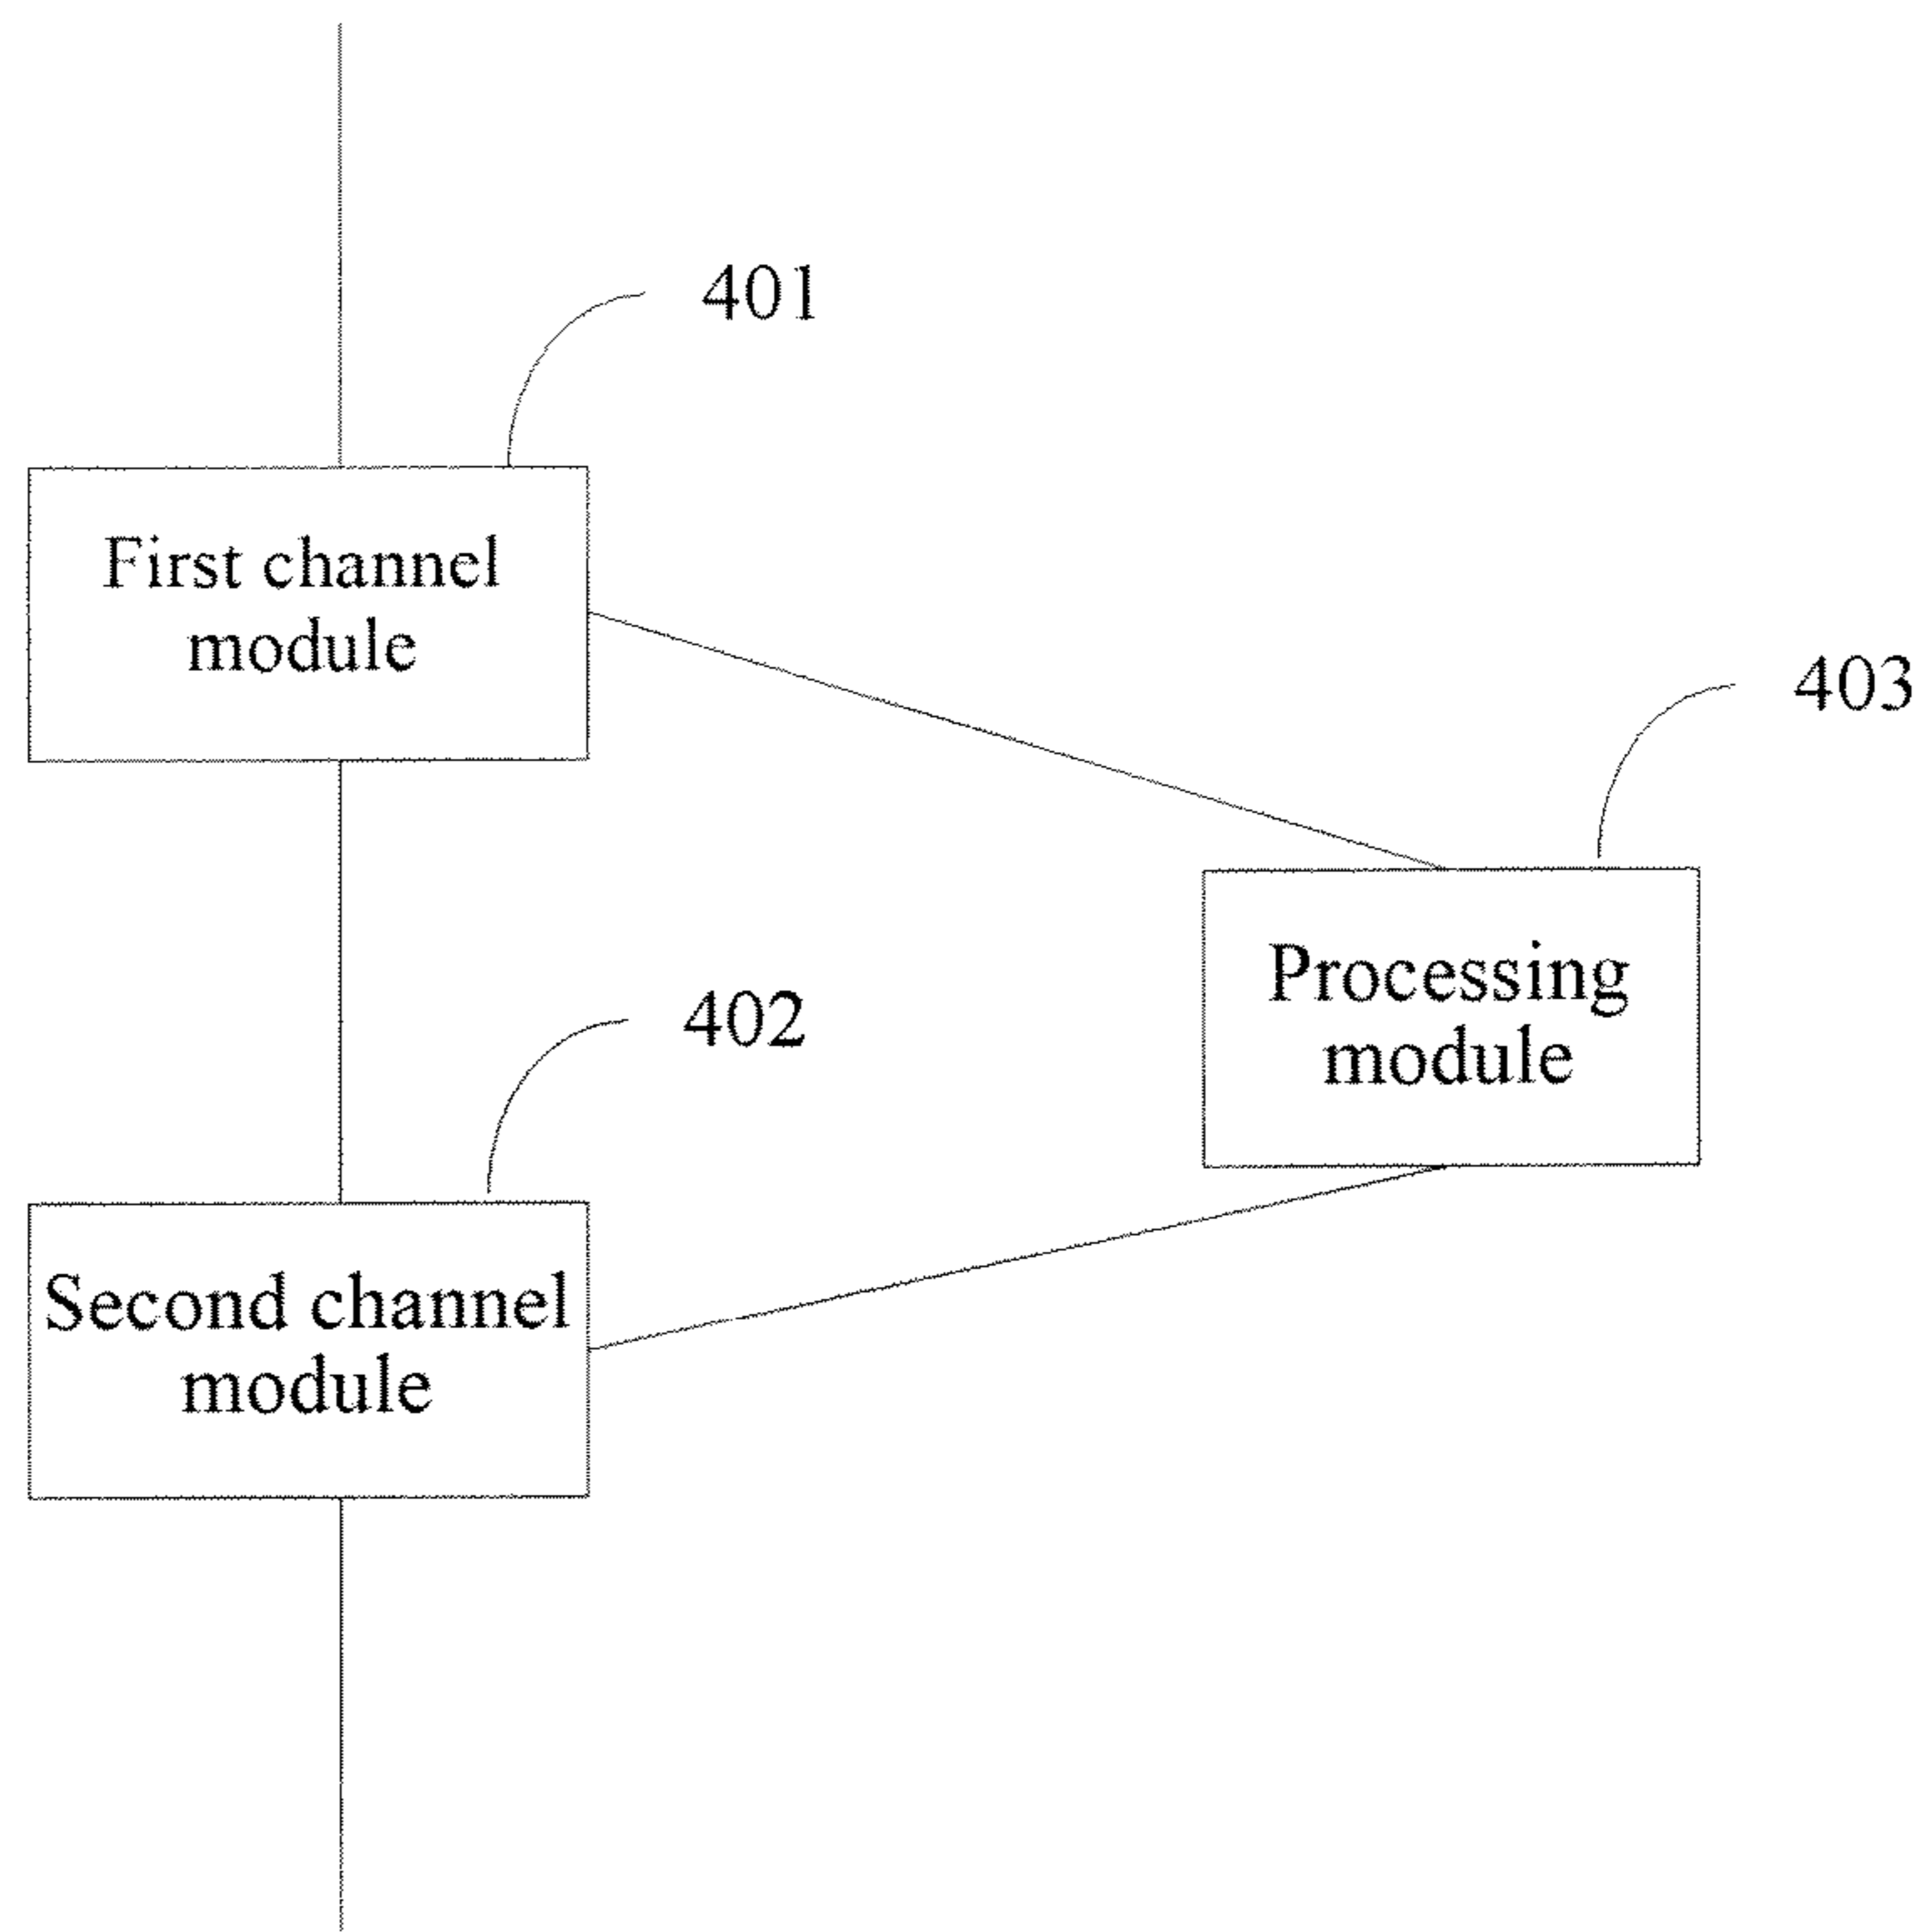 401
First channel
module
403
Processing
module
402
Second channel
module